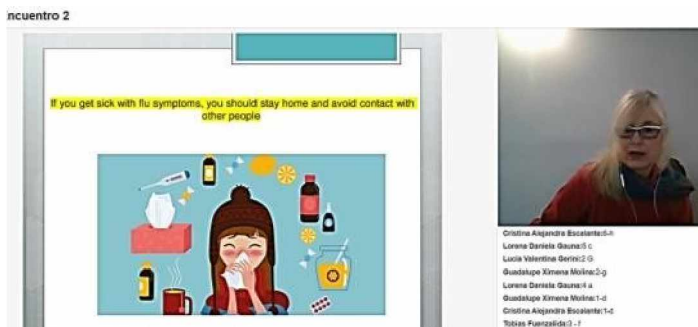 ncuentro 2
If you get sick with flu symptoms, you should stay home and avoid contact with
other people
Cristina Alejandra Escalante:6-h
Lorena Daniela Gauna:5 c
Lucia Valentina Gerini:2 G
Guadalupe Ximena Molina:2-g
Lorena Daniela Gauna:4 a
Guadalupe Ximena Molina:1-d
Cristina Alejandra Escalante:1-d
Tobias Fuenzalida:3 - f